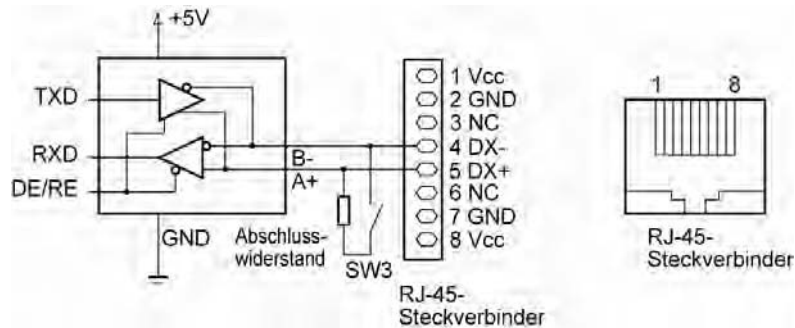 +5V
TXD
RXD
DE/RE
GND
B-
A+
Abschluss-
widerstand
SW3
1 Vcc
2 GND
3 NC
4 DX-
5 DX+
6 NC
7 GND
8 Vcc
RJ-45-
Steckverbinder
1 8
RJ-45-
Steckverbinder